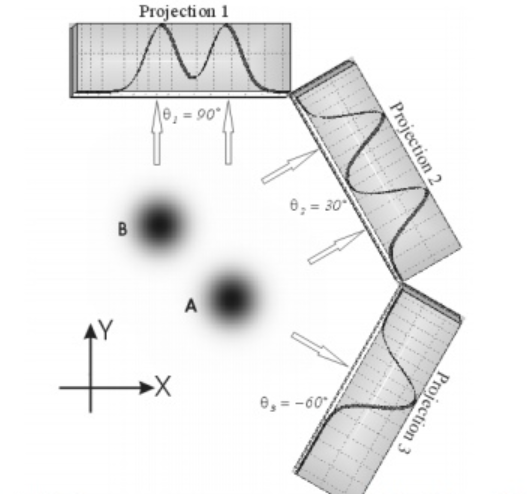 Projection 1
θ₁ = 90°
Projection 2
θ₂ = 30°
B
A
Y
X
θ₃ = -60°
Projection 3